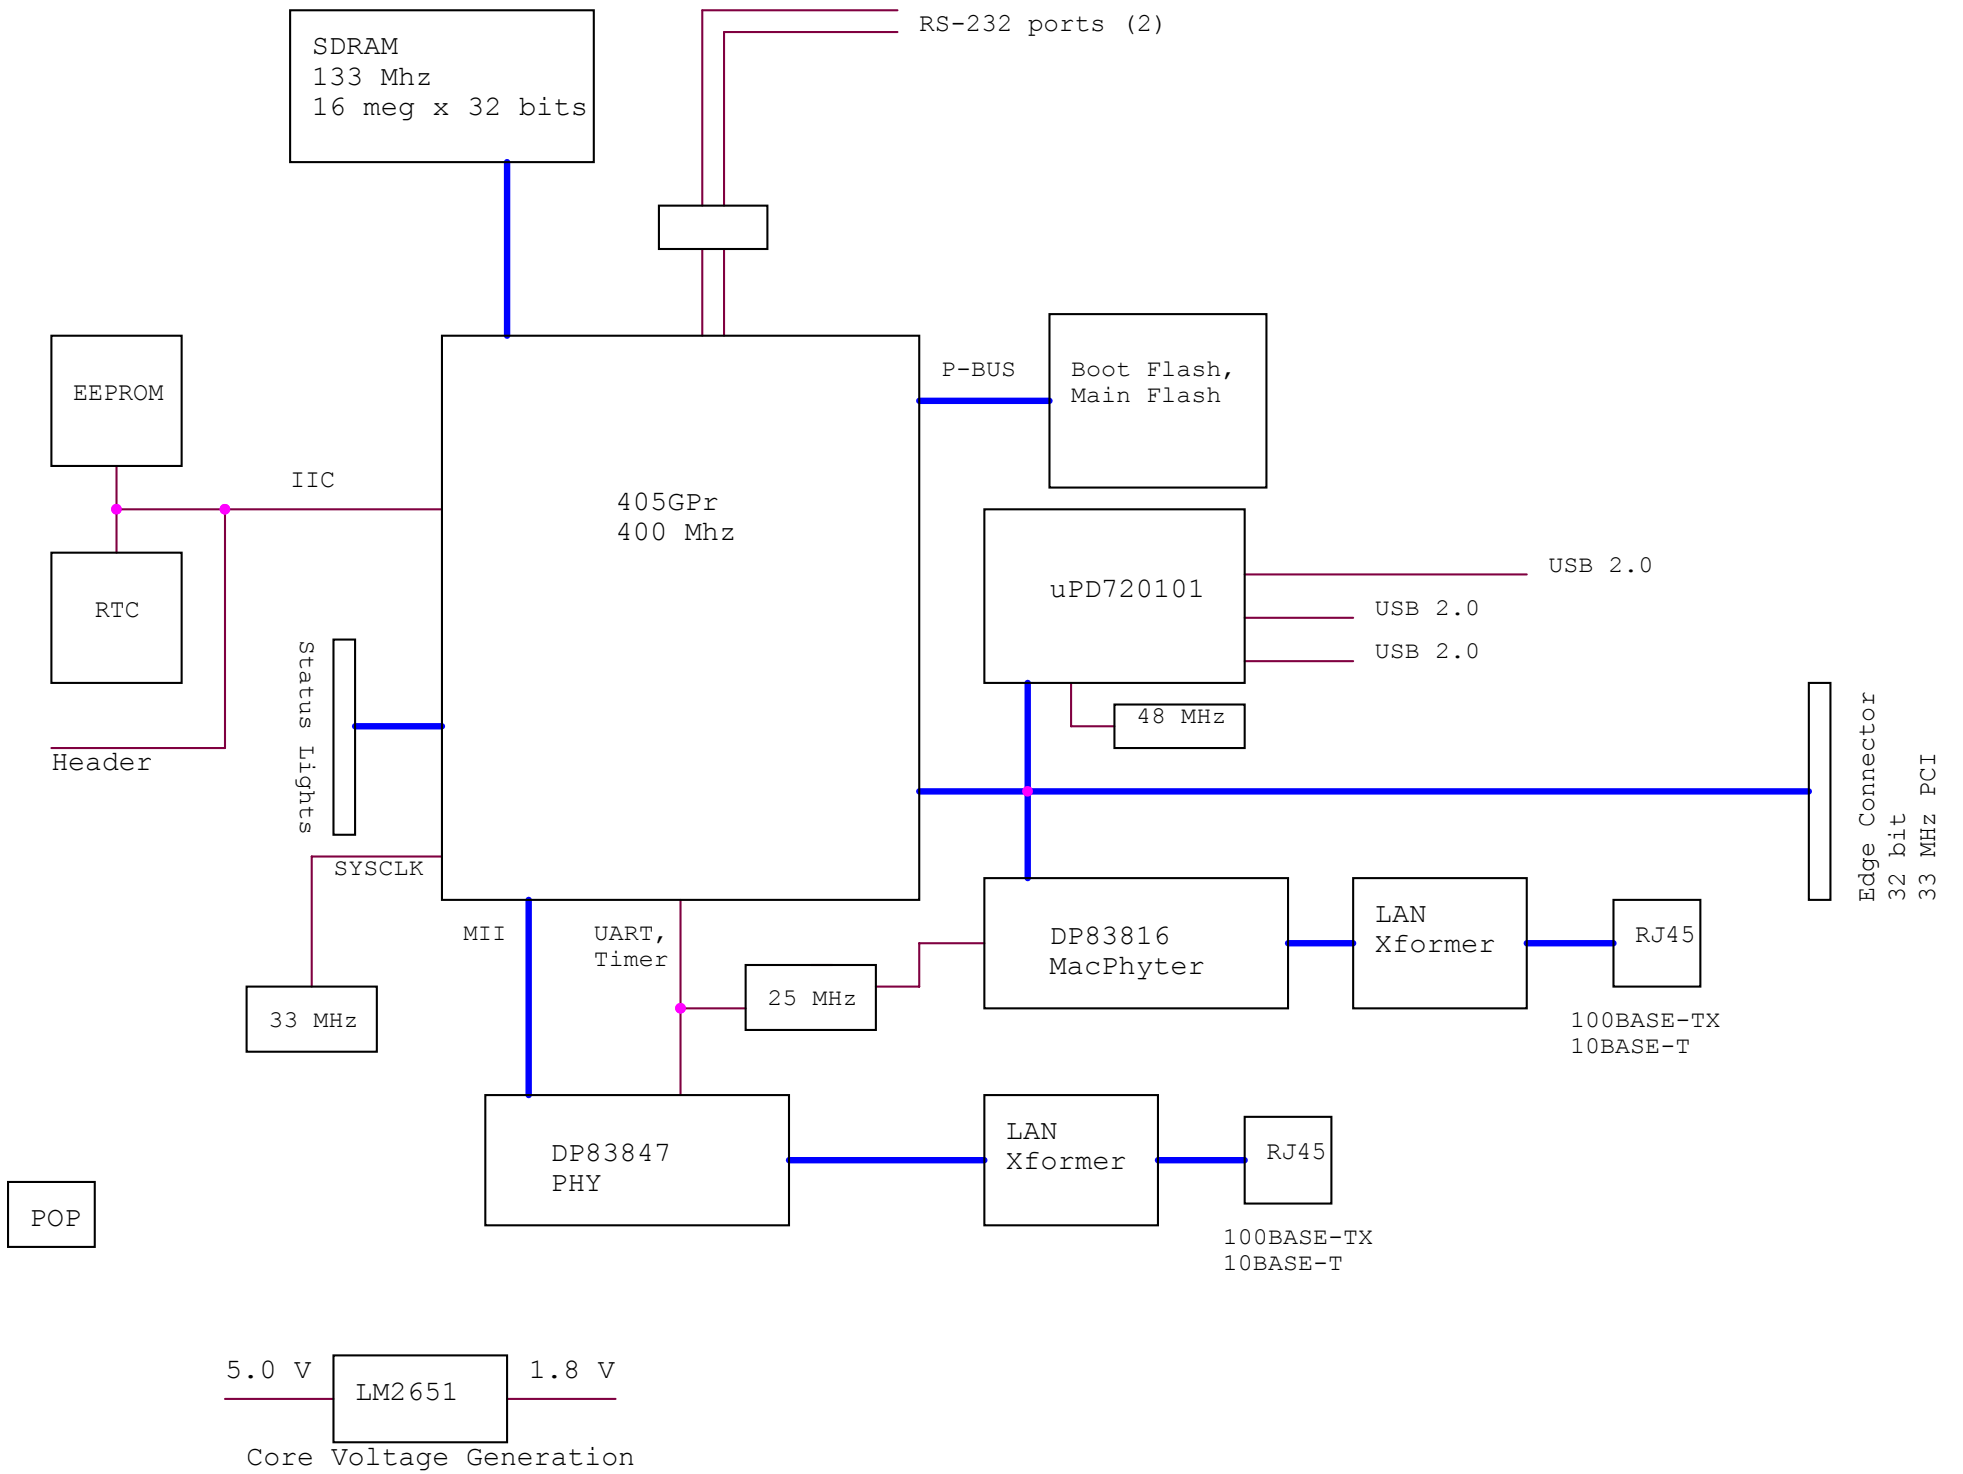 RS-232 ports (2)
SDRAM
133 Mhz
16 meg x 32 bits
P-BUS
Boot Flash,
Main Flash
EEPROM
IIC
405GPr
400 Mhz
uPD720101
USB 2.0
USB 2.0
USB 2.0
RTC
Status Lights
48 MHz
Header
Edge Connector
32 bit
33 MHz PCI
SYSCLK
MII
UART,
Timer
DP83816
MacPhyter
LAN
Xformer
RJ45
25 MHz
33 MHz
100BASE-TX
10BASE-T
DP83847
PHY
LAN
Xformer
RJ45
POP
100BASE-TX
10BASE-T
5.0 V
LM2651
1.8 V
Core Voltage Generation